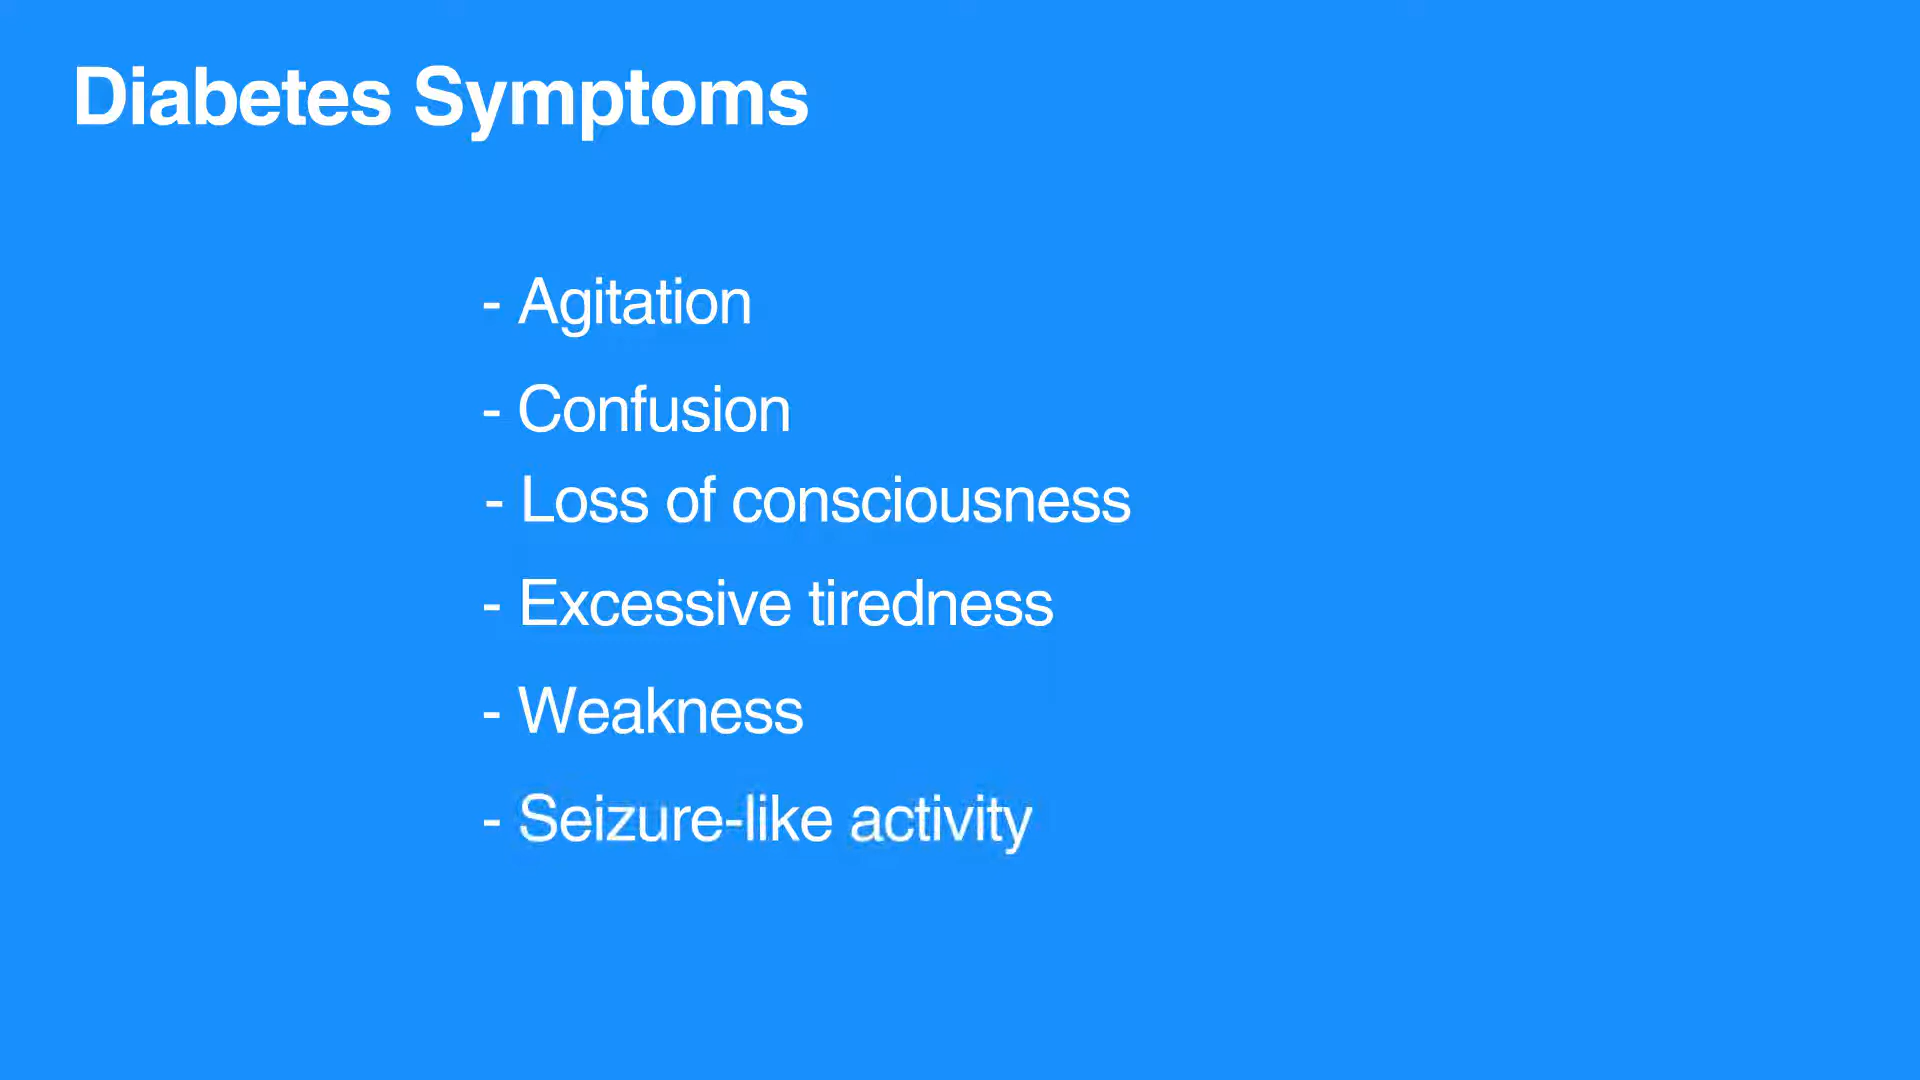 Diabetes Symptoms
- Agitation
- Confusion
- Loss of consciousness
- Excessive tiredness
- Weakness
- Seizure-like activity